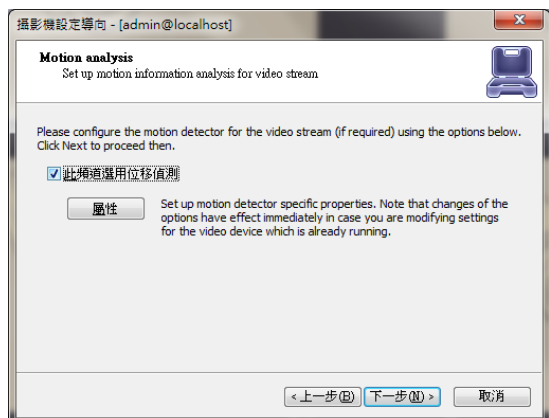 攝影機設定導向 - [admin@localhost]
Motion analysis
Set up motion information analysis for video stream
Please configure the motion detector for the video stream (if required) using the options below.
Click Next to proceed then.
此頻道選用位移偵測
屬性
Set up motion detector specific properties. Note that changes of the
options have effect immediately in case you are modifying settings
for the video device which is already running.
<上一步(B)
下一步(N) >
取消